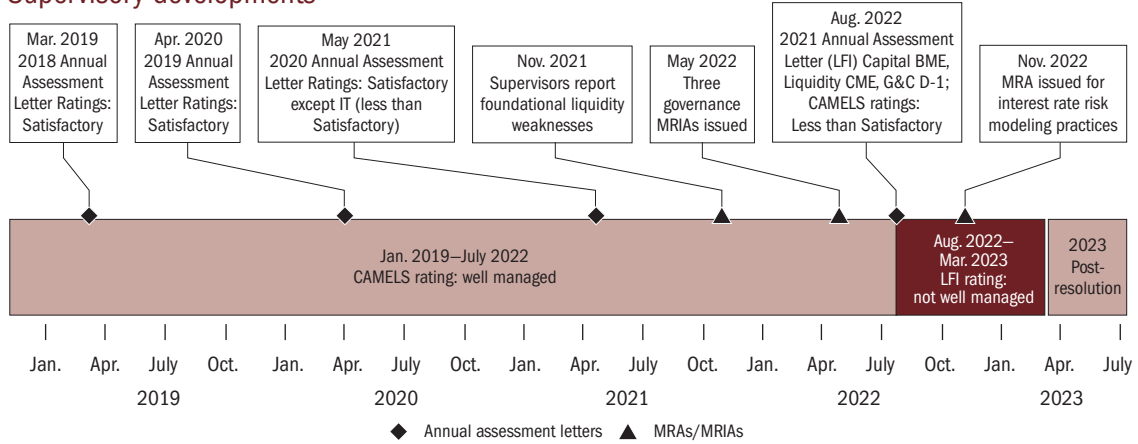 Supervisory developments
Mar. 2019
2018 Annual
Assessment
Letter Ratings:
Satisfactory
Apr. 2020
2019 Annual
Assessment
Letter Ratings:
Satisfactory
May 2021
2020 Annual Assessment
Letter Ratings: Satisfactory
except IT (less than
Satisfactory)
Nov. 2021
Supervisors report
foundational liquidity
weaknesses
May 2022
Three
governance
MRIAs issued
Aug. 2022
2021 Annual Assessment
Letter (LFI) Capital BME,
Liquidity CME, G&C D-1;
CAMELS ratings:
Less than Satisfactory
Nov. 2022
MRA issued for
interest rate risk
modeling practices
Jan. 2019—July 2022
CAMELS rating: well managed
Aug. 2022—
Mar. 2023
LFI rating:
not well managed
2023
Post-
resolution
Jan. Apr. July Oct. Jan. Apr. July Oct. Jan. Apr. July Oct. Jan. Apr. July Oct. Jan. Apr. July
2019 2020 2021 2022 2023
Annual assessment letters MRAs/MRIAs